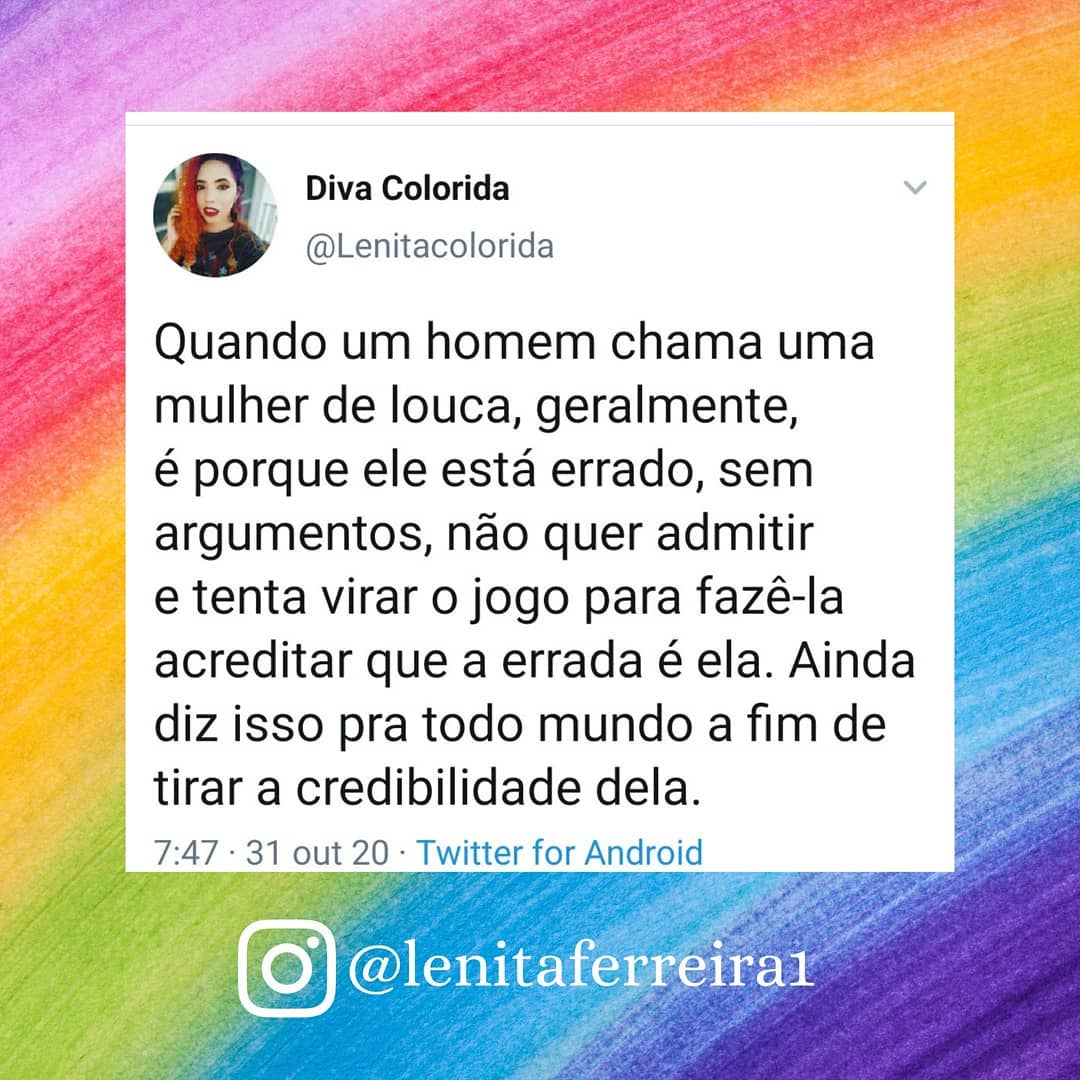 Diva Colorida
@Lenitacolorida
Quando um homem chama uma
mulher de louca, geralmente,
é porque ele está errado, sem
argumentos, não quer admitir
e tenta virar o jogo para fazê-la
acreditar que a errada é ela. Ainda
diz isso pra todo mundo a fim de
tirar a credibilidade dela.
7:47 · 31 out 20 · Twitter for Android
@lenitaferreira1